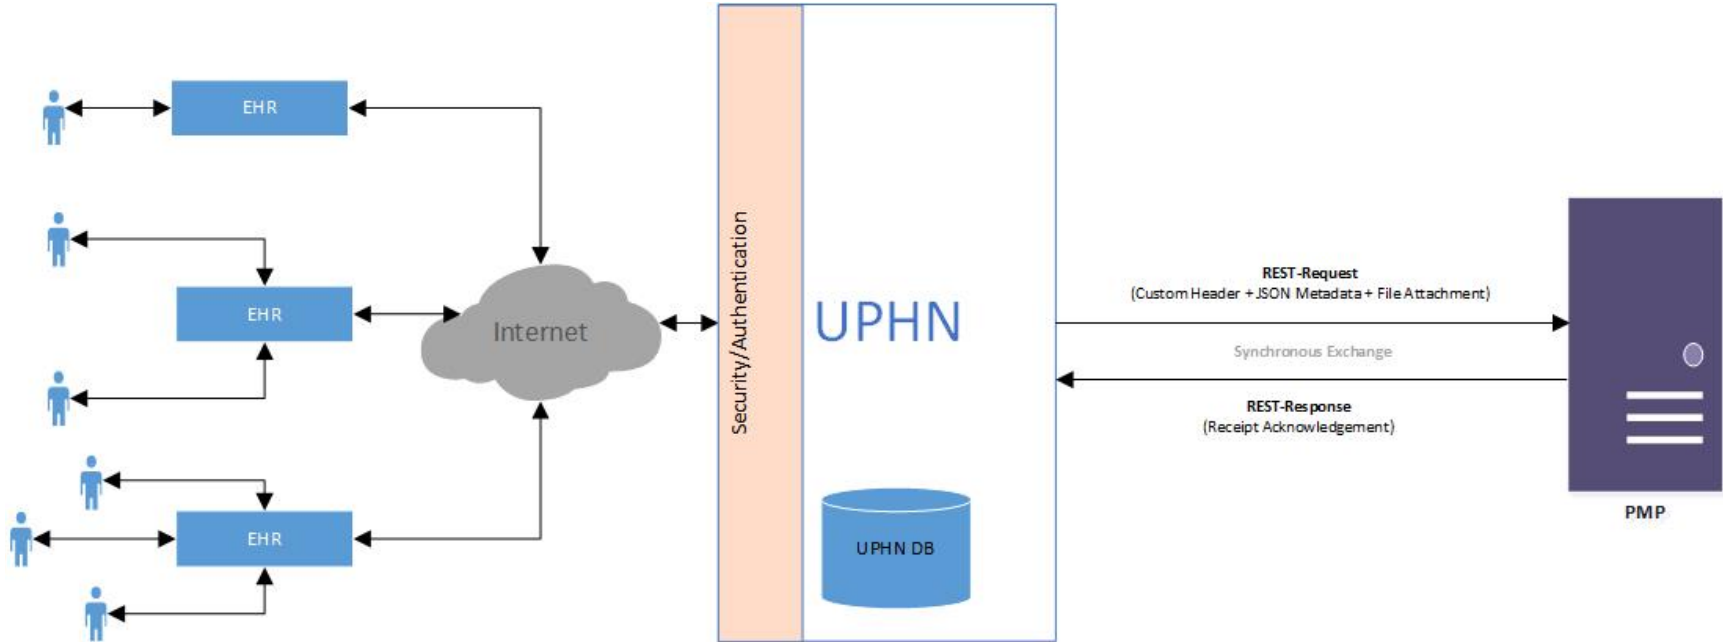 EHR
EHR
EHR
Internet
Security/Authentication
UPHN
UPHN DB
REST-Request
(Custom Header + JSON Metadata + File Attachment)
Synchronous Exchange
REST-Response
(Receipt Acknowledgement)
PMP